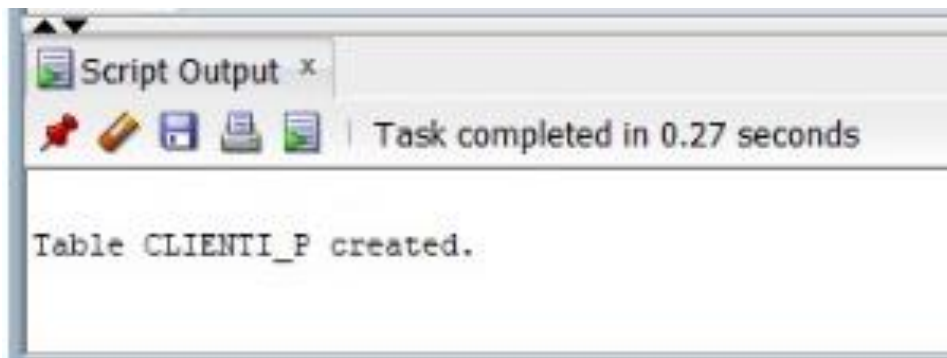 Script Output ×
Task completed in 0.27 seconds
Table CLIENTI_P created.